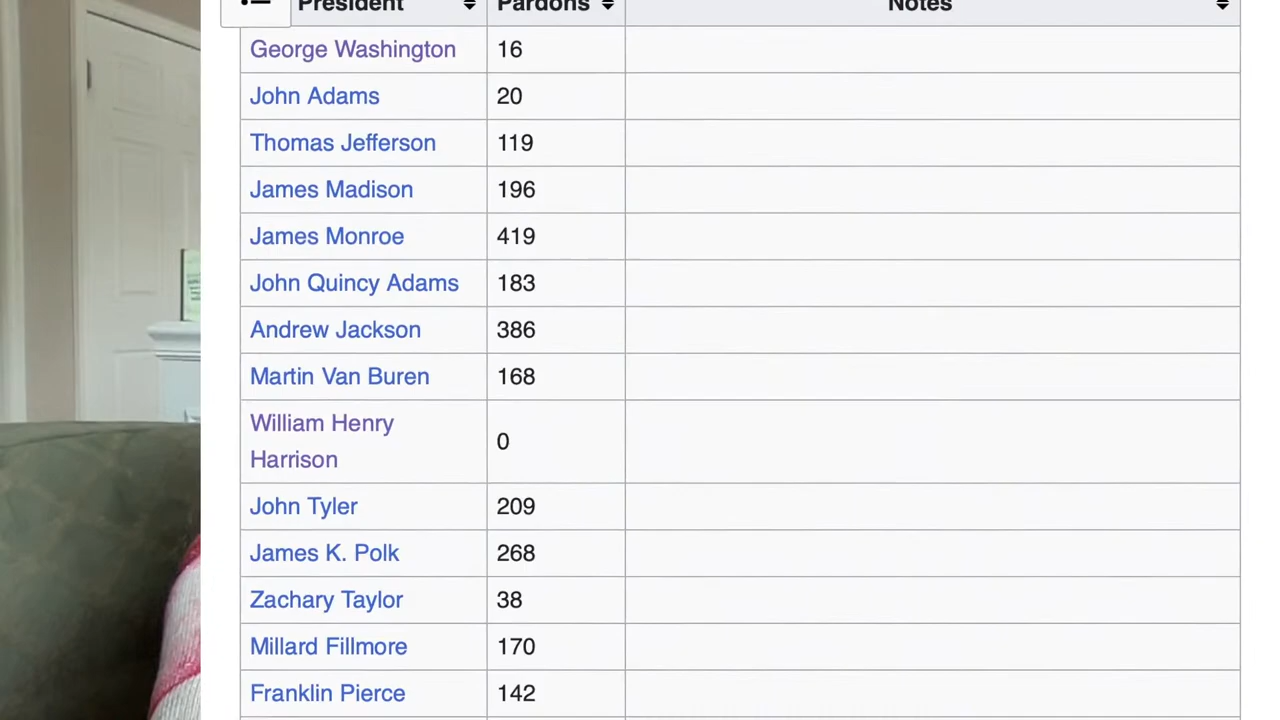 President Pardons Notes
George Washington 16
John Adams 20
Thomas Jefferson 119
James Madison 196
James Monroe 419
John Quincy Adams 183
Andrew Jackson 386
Martin Van Buren 168
William Henry
Harrison 0
John Tyler 209
James K. Polk 268
Zachary Taylor 38
Millard Fillmore 170
Franklin Pierce 142